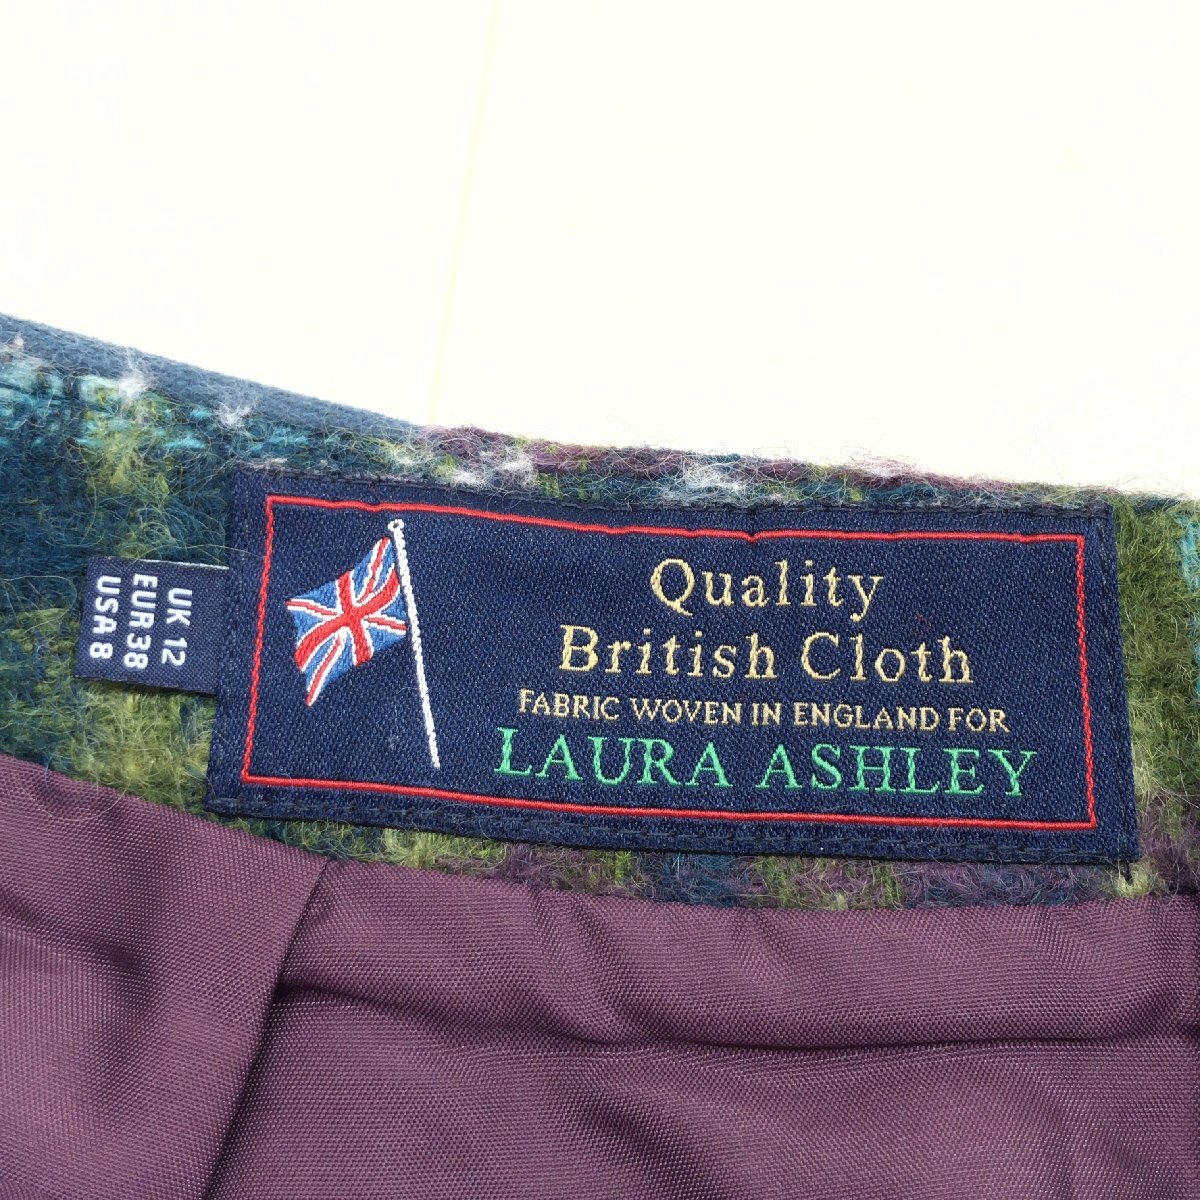 Quality
British Cloth
FABRIC WOVEN IN ENGLAND FOR
LAURA ASHLEY
UK 12
EUR 38
USA 8